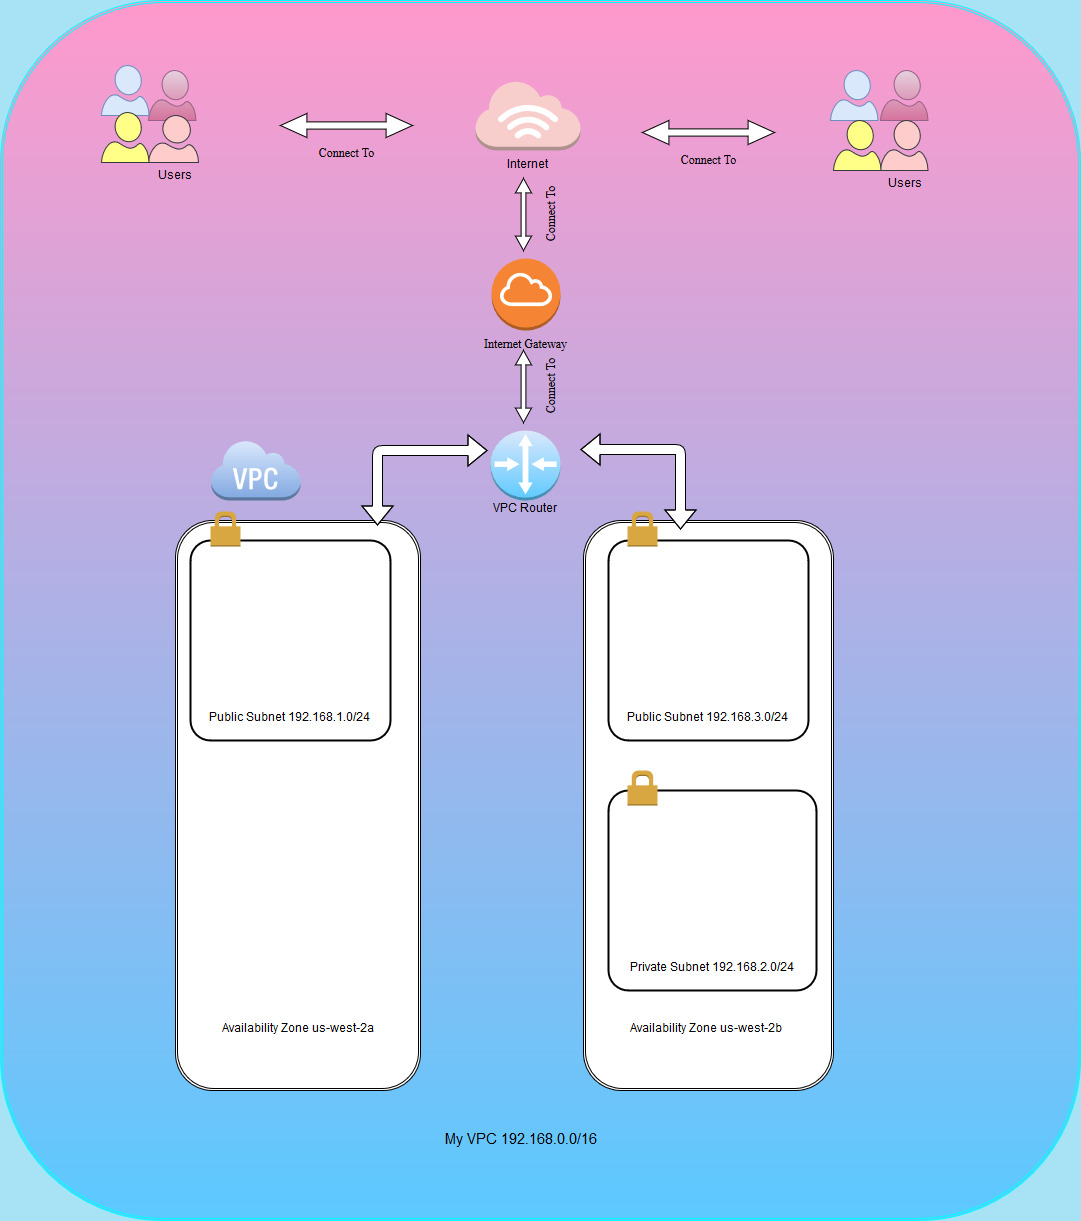 Connect To
Internet
Connect To
Users
Users
Connect To
Internet Gateway
Connect To
VPC
VPC Router
Public Subnet 192.168.1.0/24
Public Subnet 192.168.3.0/24
Private Subnet 192.168.2.0/24
Availability Zone us-west-2a
Availability Zone us-west-2b
My VPC 192.168.0.0/16